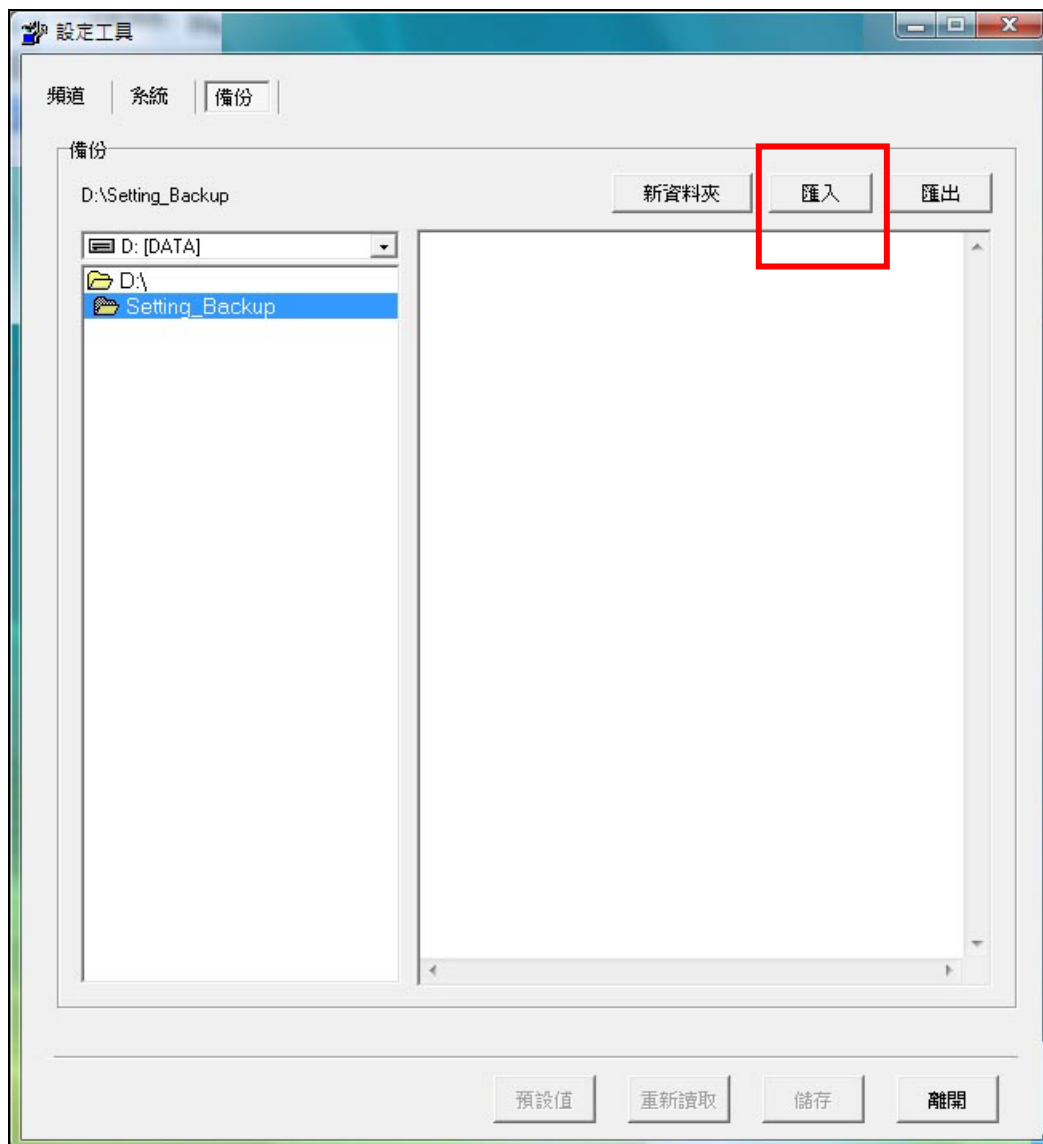 設定工具
頻道 系統 備份
備份
D:\Setting_Backup 新資料夾 匯入 匯出
D: [DATA]
D:\
Setting_Backup
預設值 重新讀取 儲存 離開